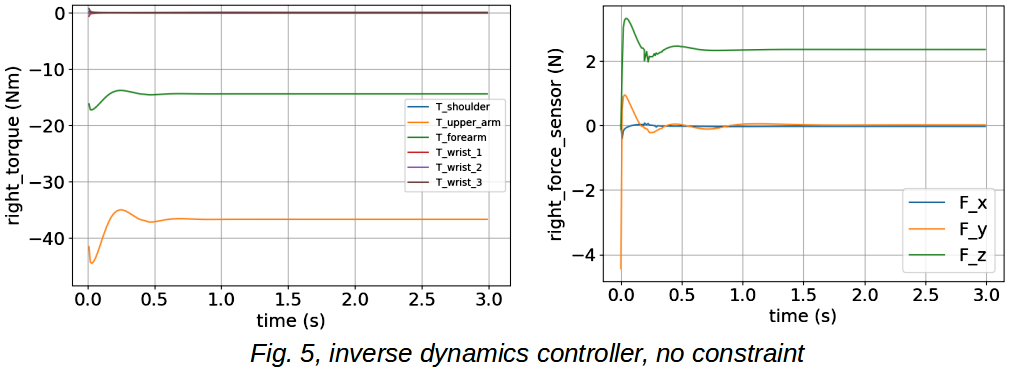 0
−10
−20
−30
−40
right_torque (Nm)
T_shoulder
T_upper_arm
T_forearm
T_wrist_1
T_wrist_2
T_wrist_3
0.0 0.5 1.0 1.5 2.0 2.5 3.0
time (s)
2
0
−2
−4
right_force_sensor (N)
F_x
F_y
F_z
0.0 0.5 1.0 1.5 2.0 2.5 3.0
time (s)
Fig. 5, inverse dynamics controller, no constraint